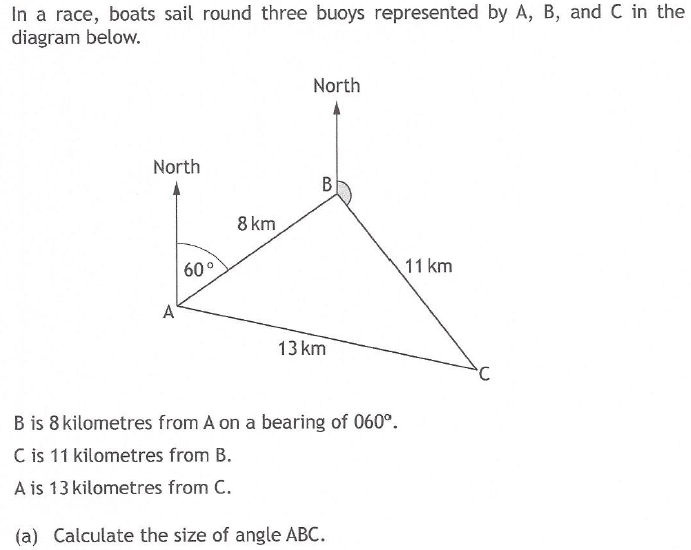 In a race, boats sail round three buoys represented by A, B, and C in the
diagram below.
North
North
B
8 km
60°
11 km
A
13 km
C
B is 8 kilometres from A on a bearing of 060°.
C is 11 kilometres from B.
A is 13 kilometres from C.
(a) Calculate the size of angle ABC.